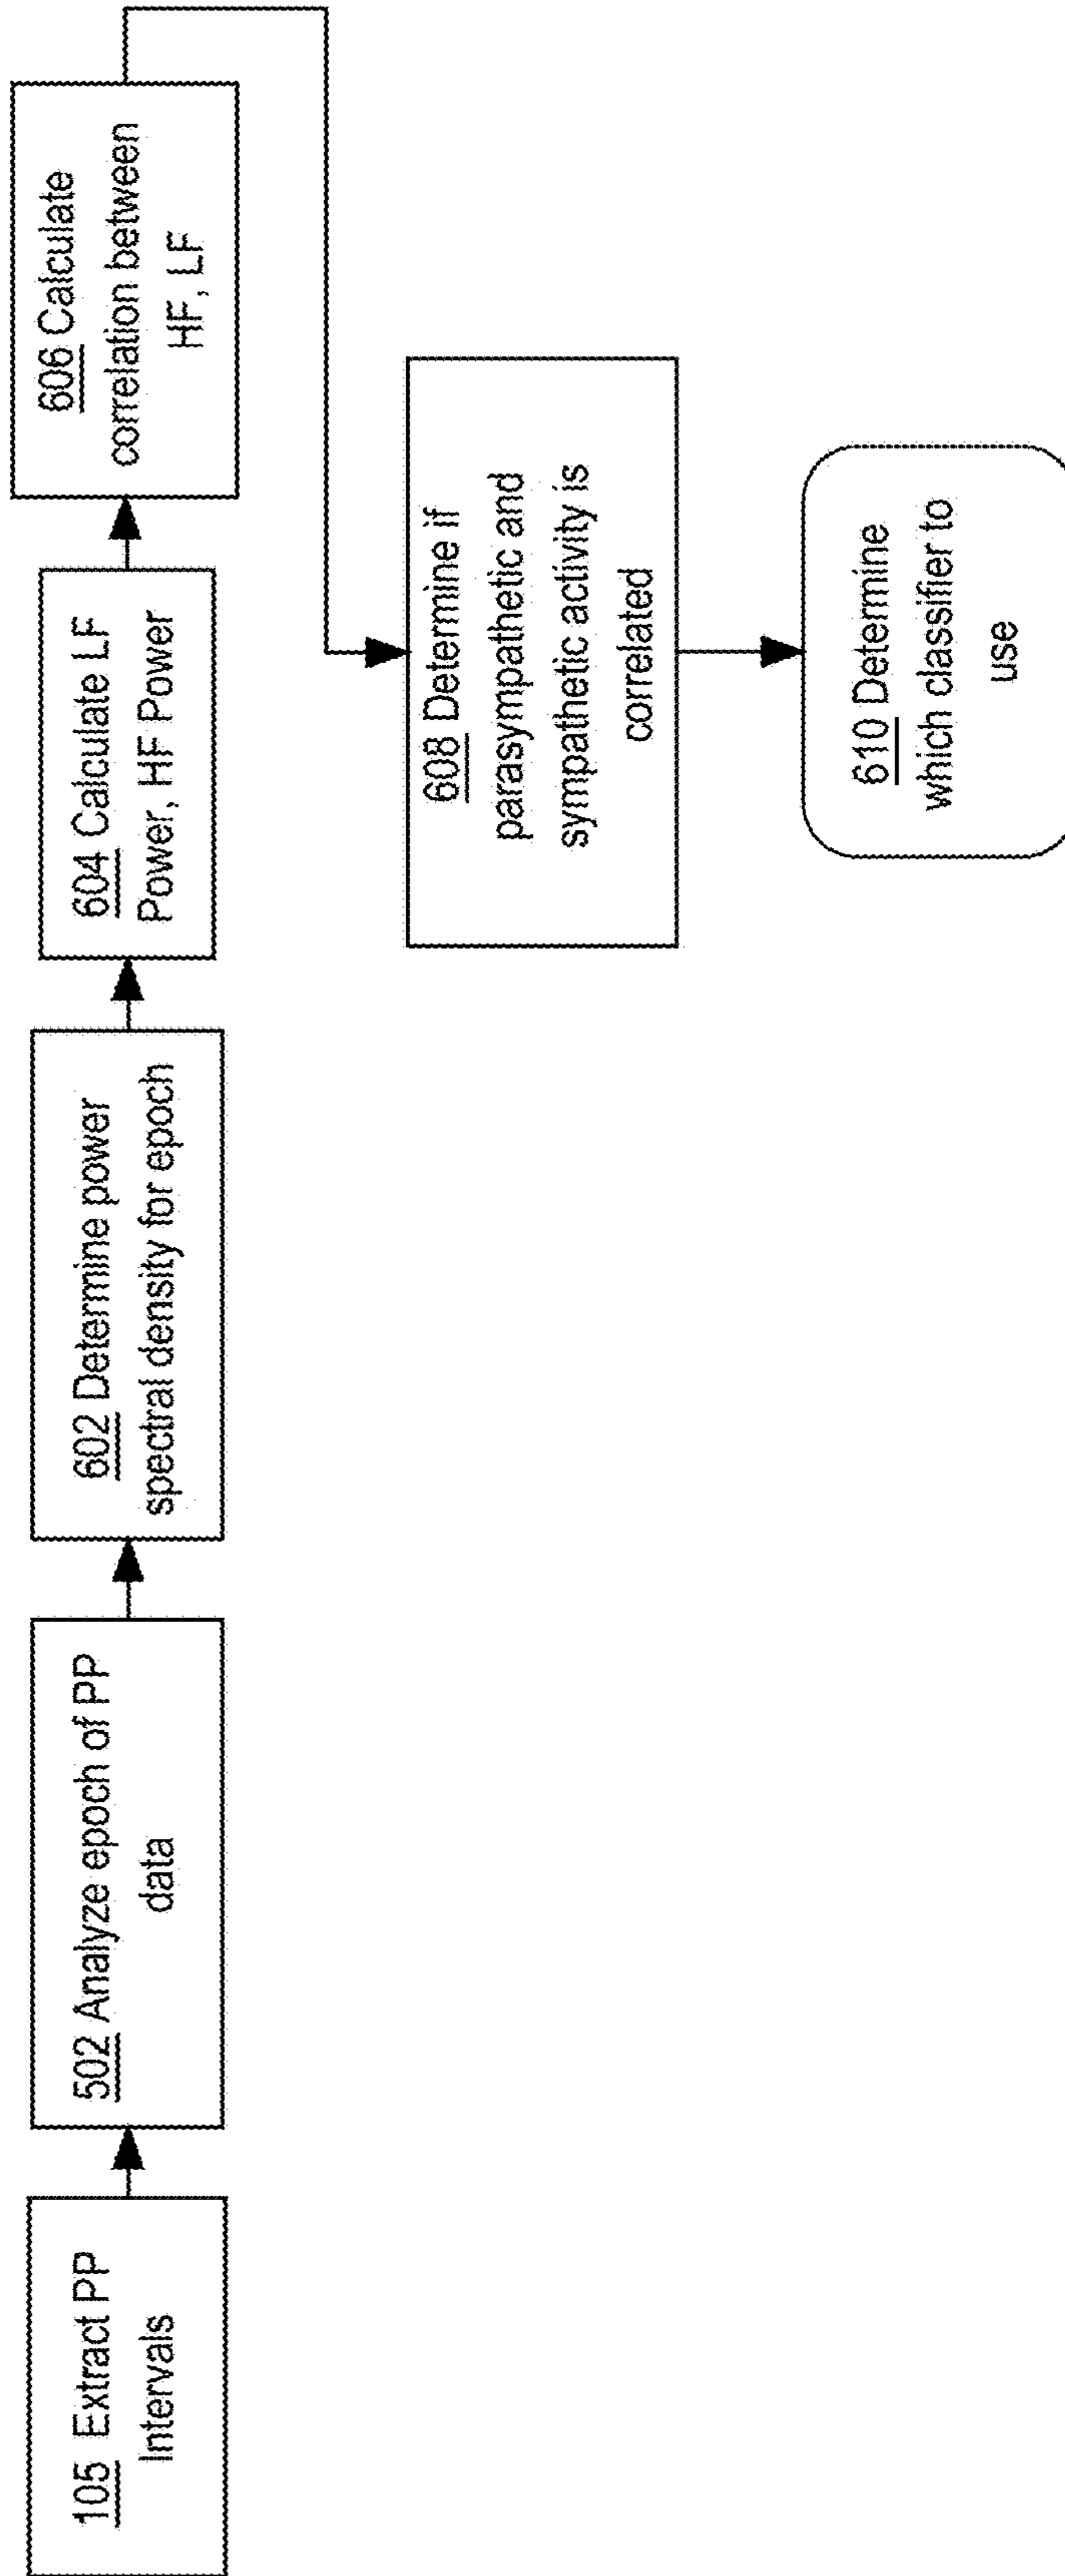 105 Extract PP
Intervals
502 Analyze epoch of PP
data
602 Determine power
spectral density for epoch
604 Calculate LF
Power, HF Power
606 Calculate
correlation between
HF, LF
608 Determine if
parasympathetic and
sympathetic activity is
correlated
610 Determine
which classifier to
use